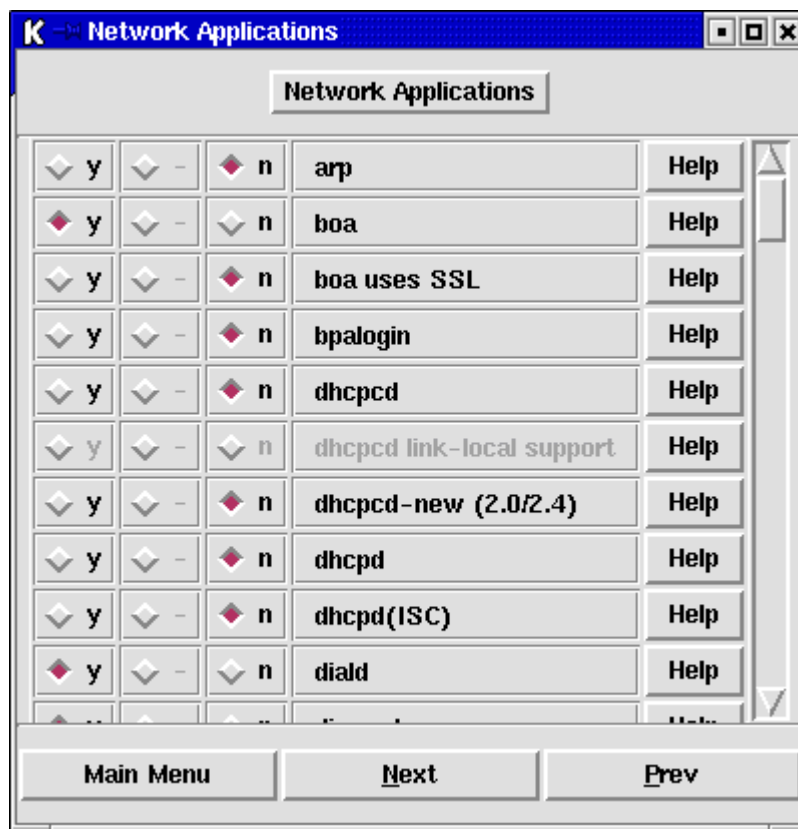 Network Applications
Network Applications
y - n arp Help
y - n boa Help
y - n boa uses SSL Help
y - n bpalogin Help
y - n dhcpcd Help
y - n dhcpcd link-local support Help
y - n dhcpcd-new (2.0/2.4) Help
y - n dhcpd Help
y - n dhcpd(ISC) Help
y - n diald Help
Main Menu Next Prev